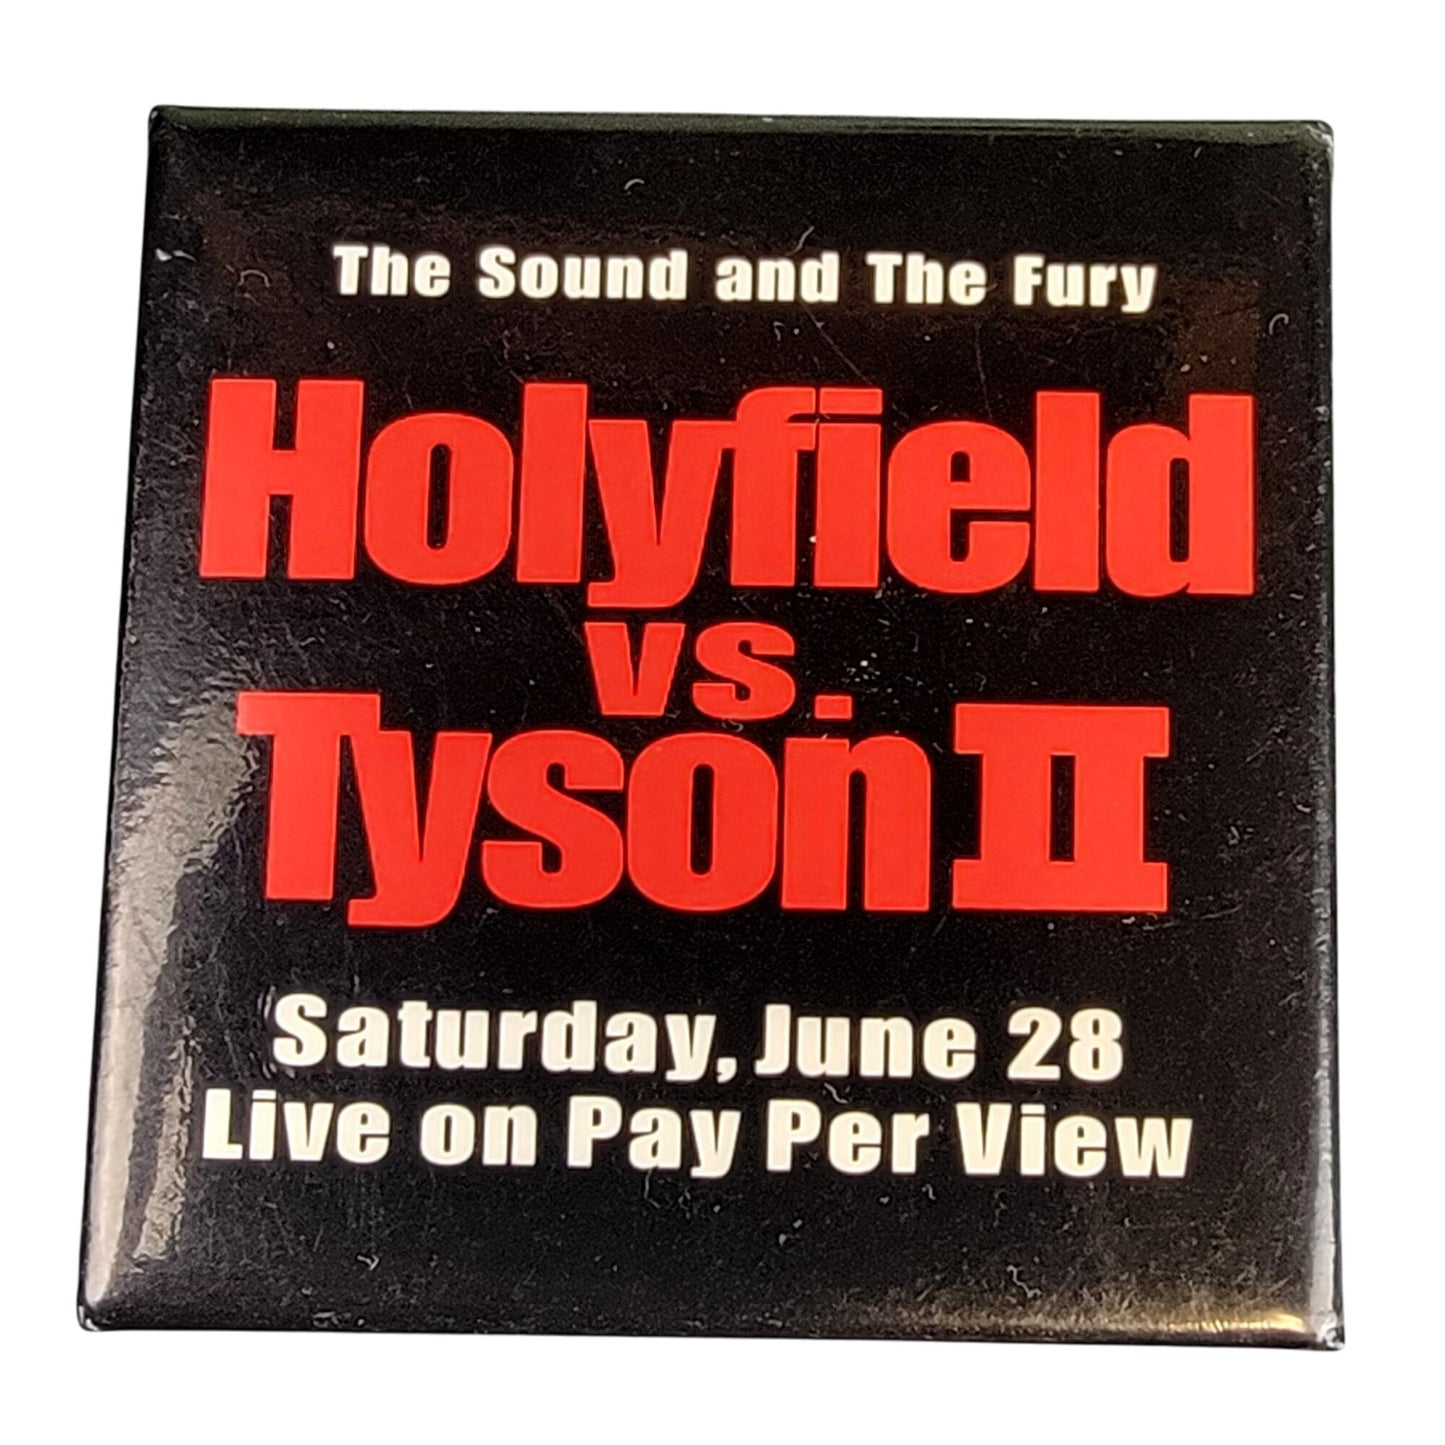 The Sound and The Fury
Holyfield
vs.
Tyson II
Saturday, June 28
Live on Pay Per View